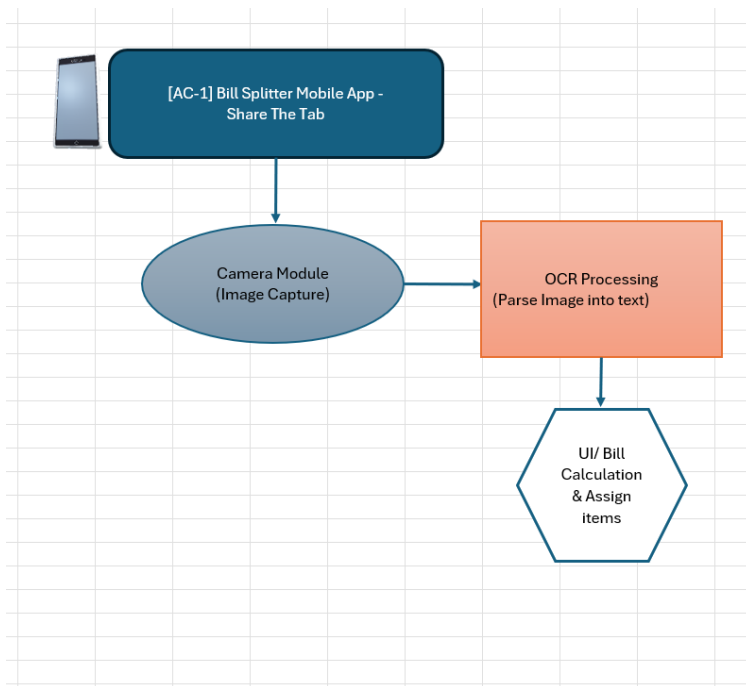 [AC-1] Bill Splitter Mobile App -
Share The Tab
Camera Module
(Image Capture)
OCR Processing
(Parse Image into text)
UI/ Bill
Calculation
& Assign
items